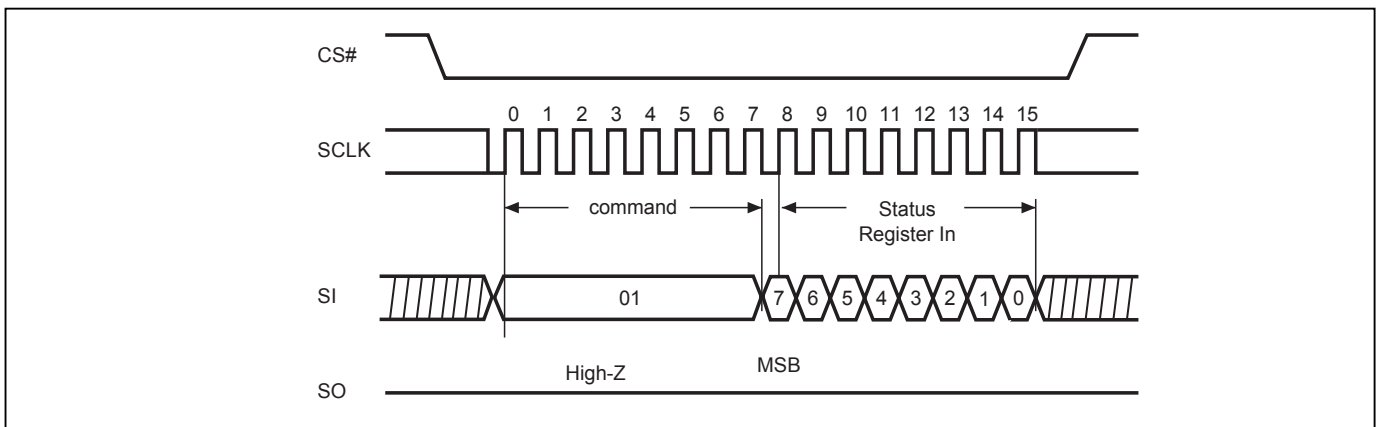 CS#
0 1 2 3 4 5 6 7 8 9 10 11 12 13 14 15
SCLK
command
Status
Register In
SI
01
7 6 5 4 3 2 1 0
High-Z
MSB
SO